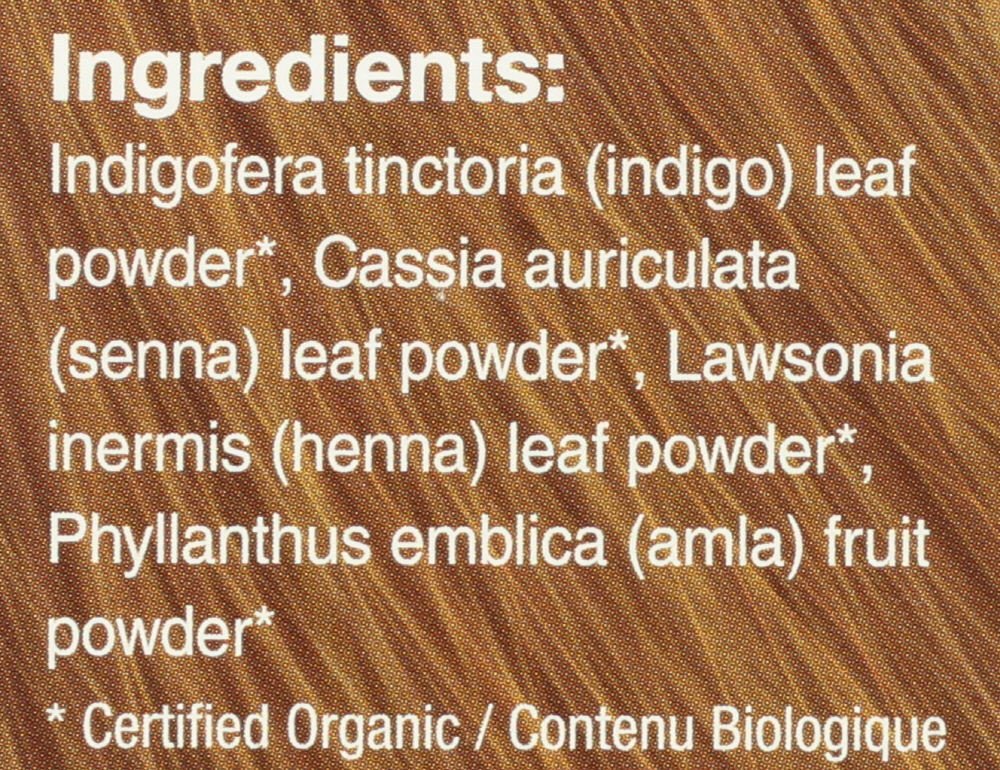 Ingredients:
Indigofera tinctoria (indigo) leaf
powder*, Cassia auriculata
(senna) leaf powder*, Lawsonia
inermis (henna) leaf powder*,
Phyllanthus emblica (amla) fruit
powder*
* Certified Organic / Contenu Biologique